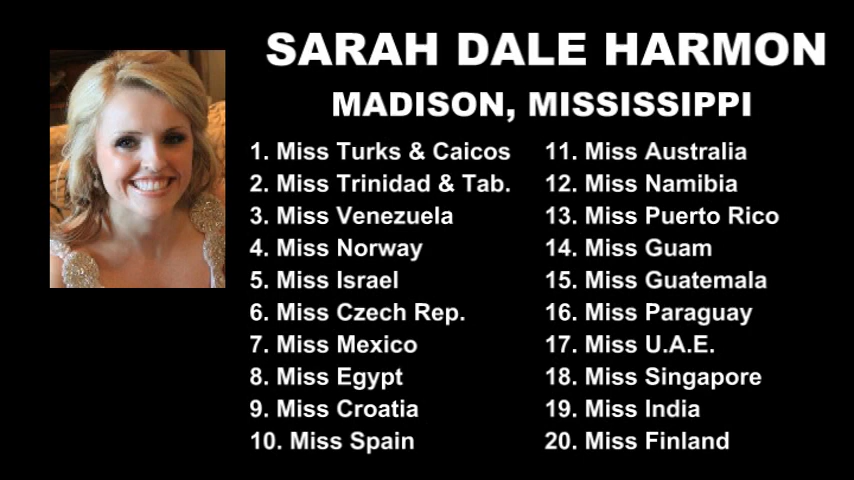 SARAH DALE HARMON
MADISON, MISSISSIPPI
1. Miss Turks & Caicos
2. Miss Trinidad & Tab.
3. Miss Venezuela
4. Miss Norway
5. Miss Israel
6. Miss Czech Rep.
7. Miss Mexico
8. Miss Egypt
9. Miss Croatia
10. Miss Spain
11. Miss Australia
12. Miss Namibia
13. Miss Puerto Rico
14. Miss Guam
15. Miss Guatemala
16. Miss Paraguay
17. Miss U.A.E.
18. Miss Singapore
19. Miss India
20. Miss Finland